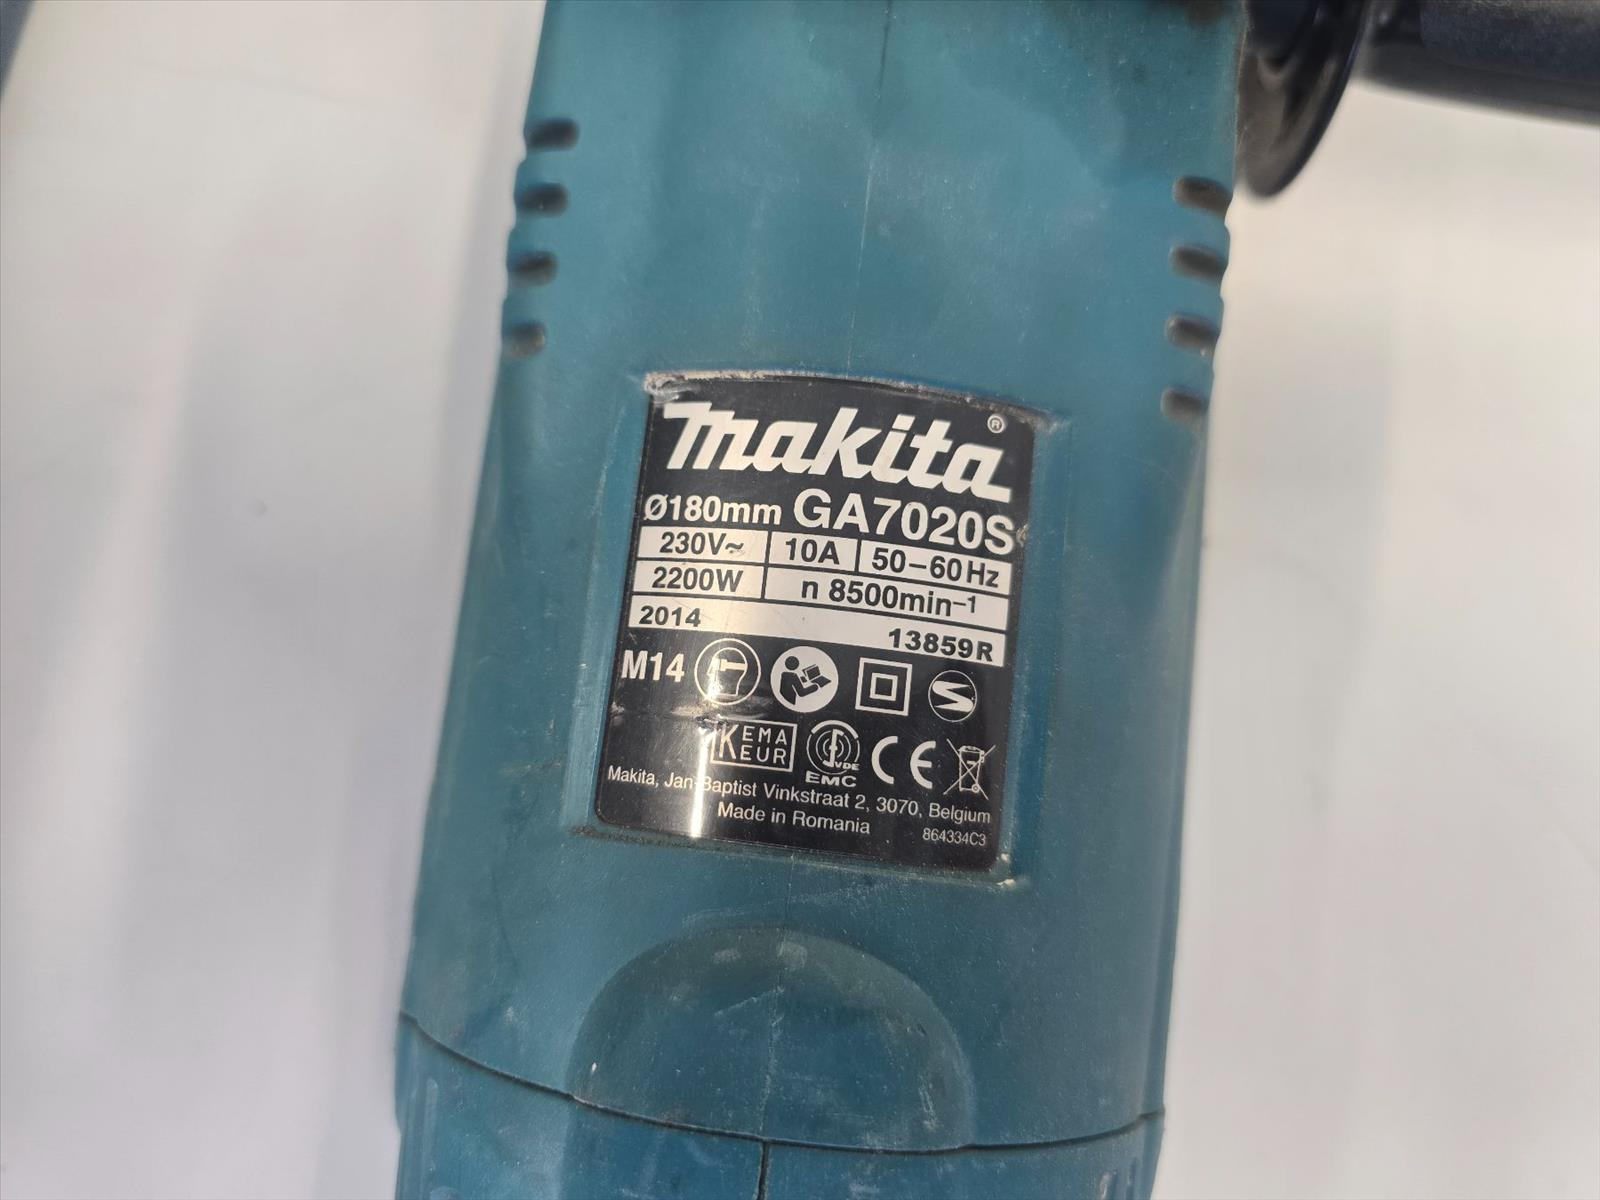 makita®
Ø180mm GA7020S
230V~ 10A 50-60Hz
2200W n 8500min-1
2014 13859R
M14
KEMA
EUR
VDE
EMC
CE
Makita, Jan-Baptist Vinkstraat 2, 3070, Belgium
Made in Romania 864334C3